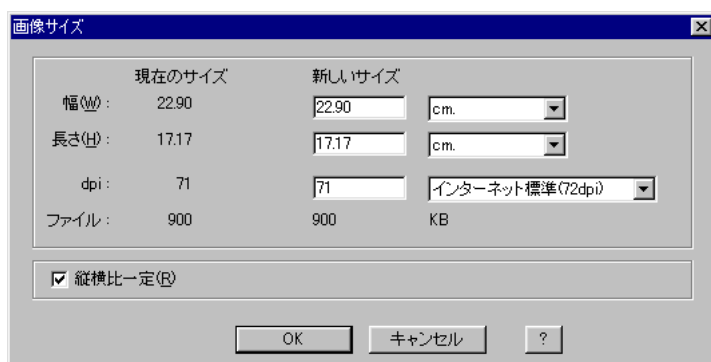 画像サイズ
現在のサイズ 新しいサイズ
幅(W): 22.90 22.90 cm.
長さ(H): 17.17 17.17 cm.
dpi: 71 71 インターネット標準(72dpi)
ファイル: 900 900 KB
縦横比一定(R)
OK キャンセル ?